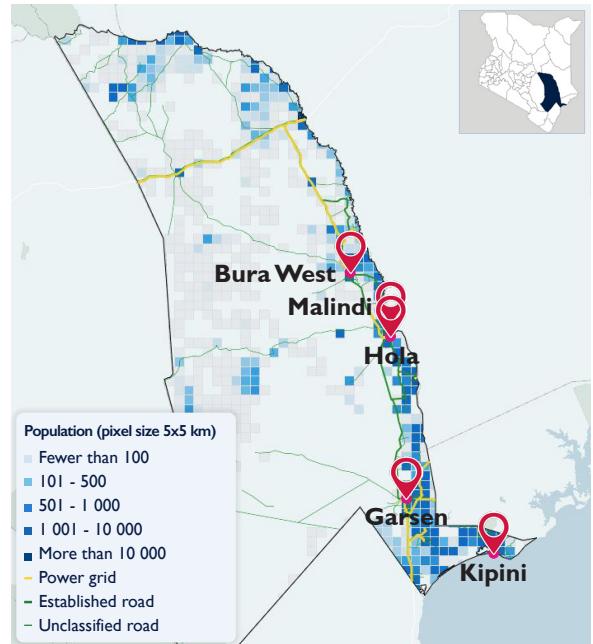 Bura West
Malindi
Hola
Garsen
Kipini
Population (pixel size 5x5 km)
Fewer than 100
101 - 500
501 - 1 000
1 001 - 10 000
More than 10 000
Power grid
Established road
Unclassified road